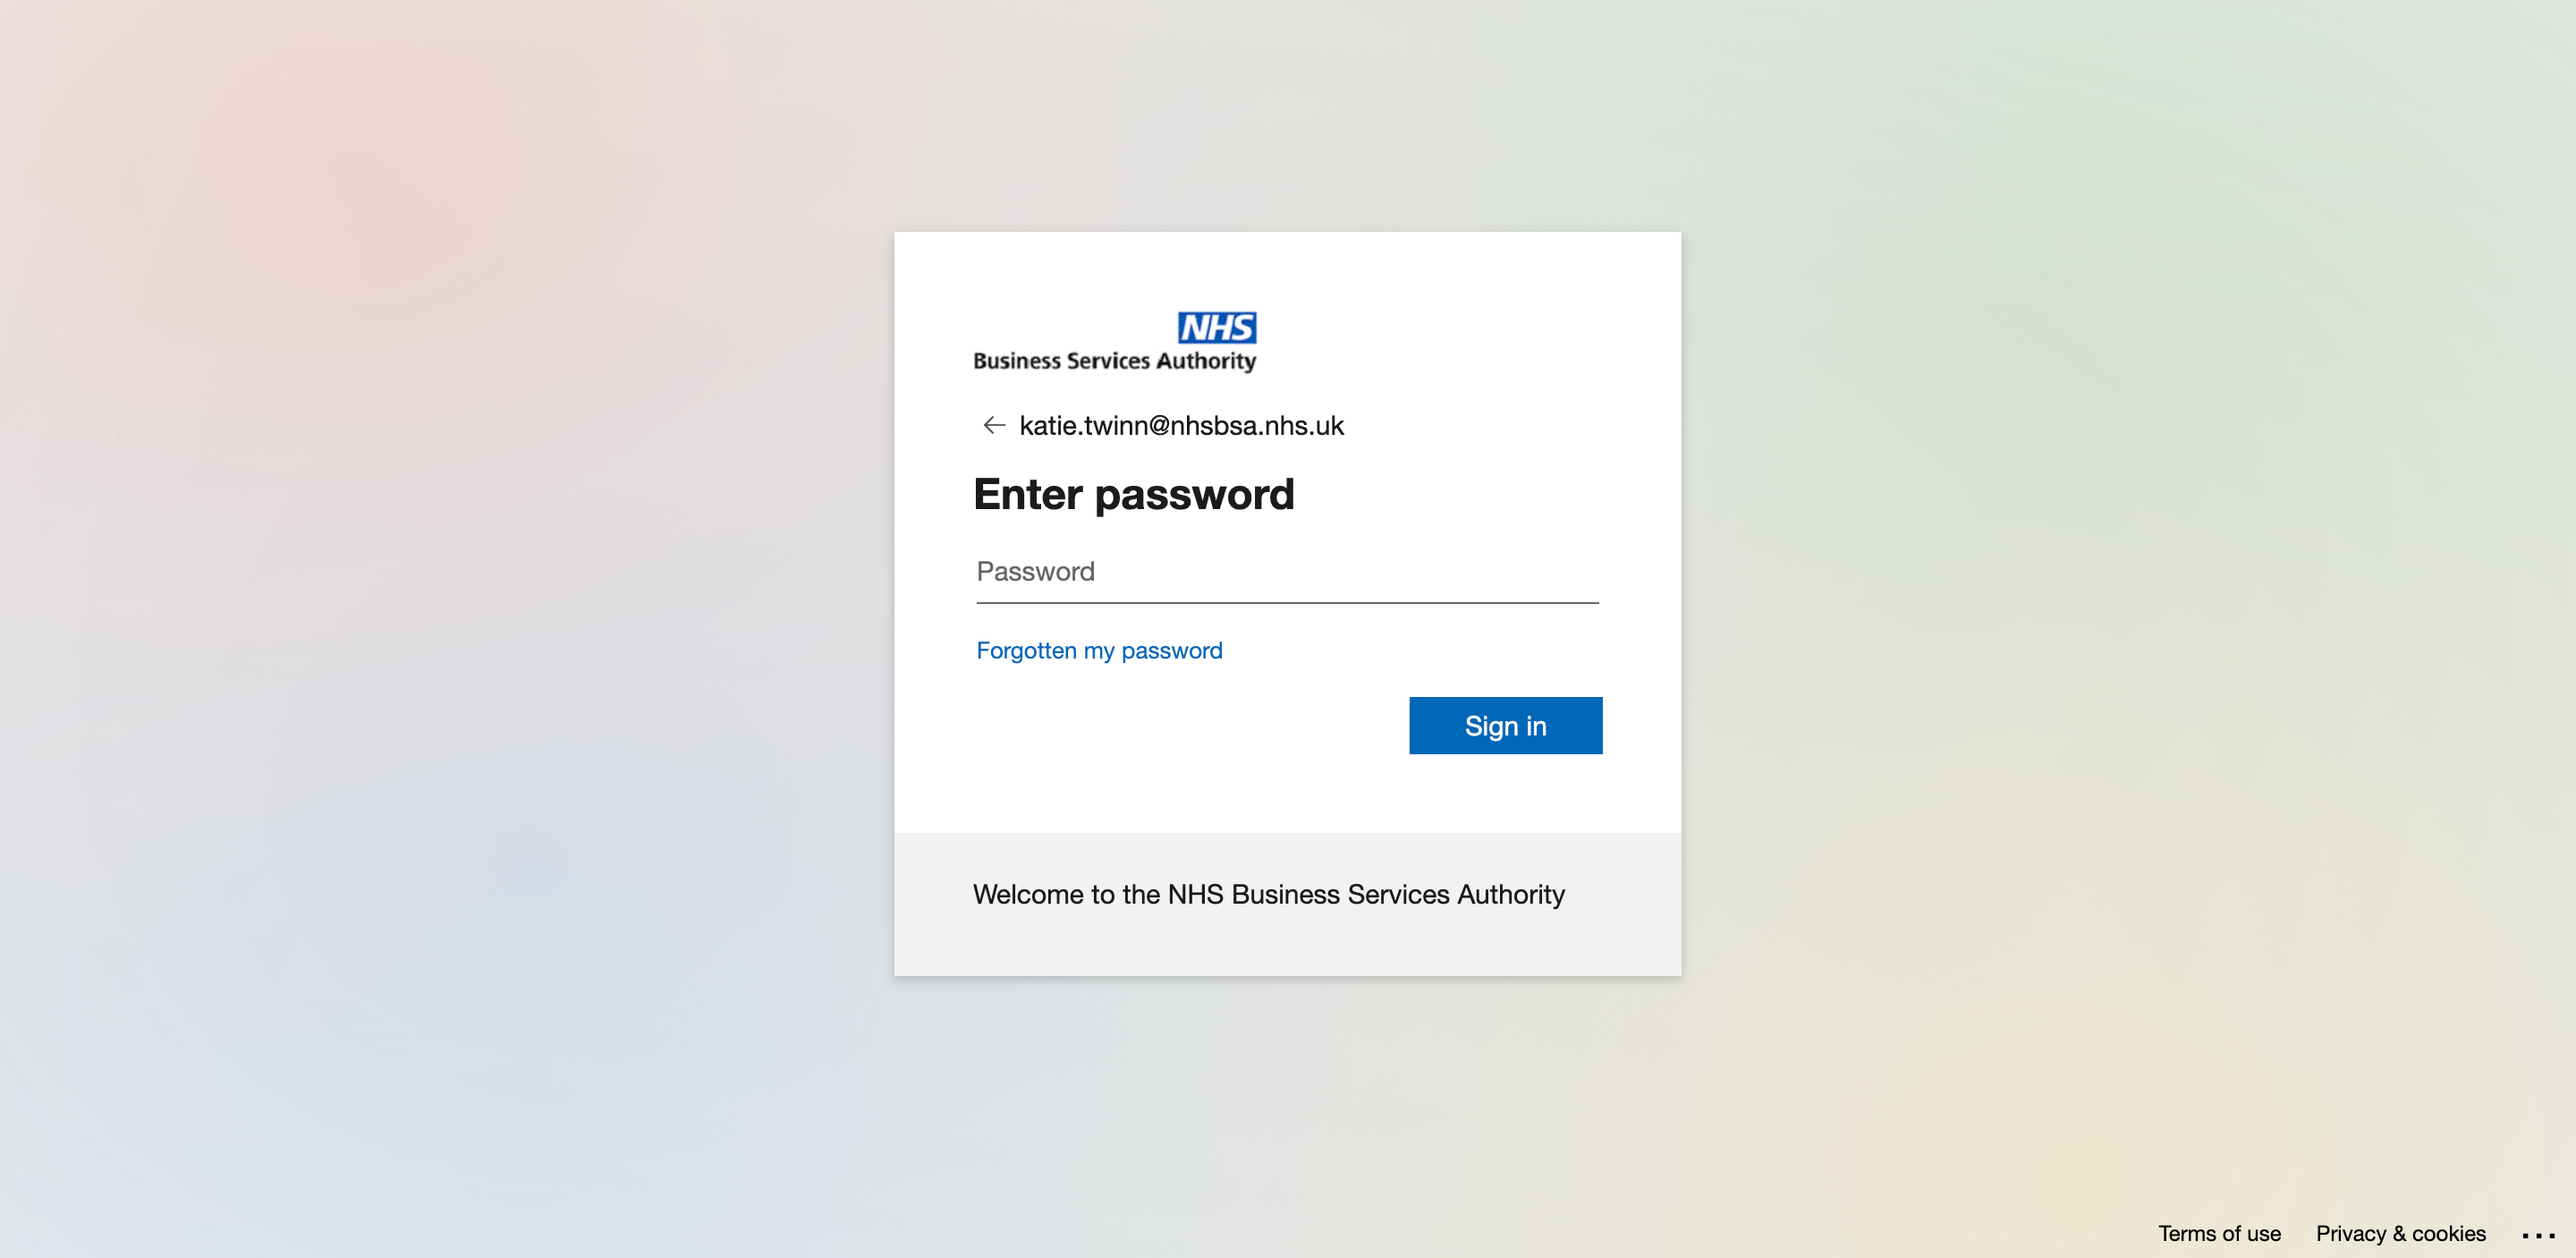 NHS
Business Services Authority
← katie.twinn@nhsbsa.nhs.uk
Enter password
Password
Forgotten my password
Sign in
Welcome to the NHS Business Services Authority
Terms of use Privacy & cookies ...